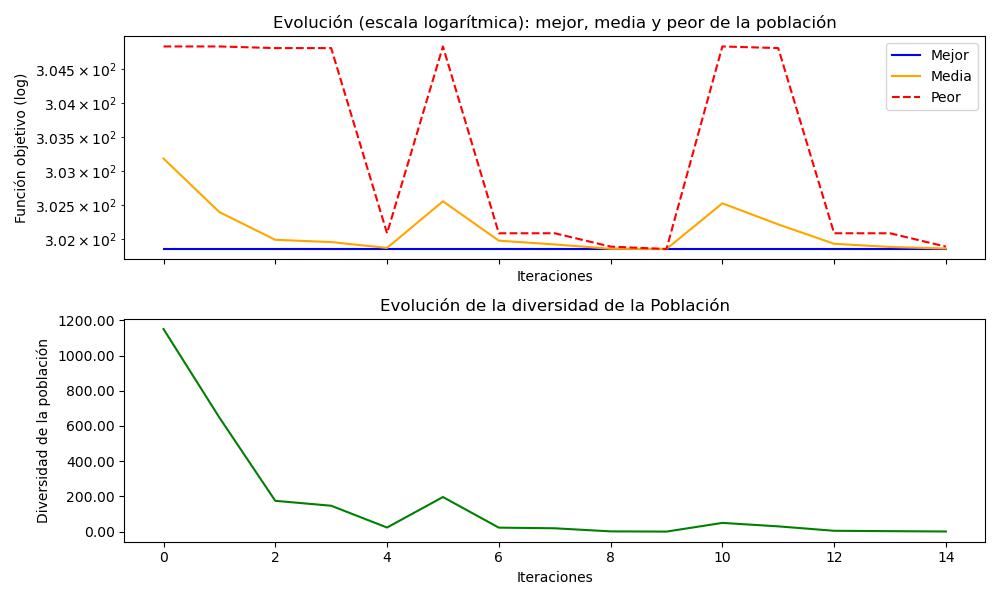 Evolución (escala logarítmica): mejor, media y peor de la población
Función objetivo (log)
3.045 × 10²
3.04 × 10²
3.035 × 10²
3.03 × 10²
3.025 × 10²
3.02 × 10²
Mejor
Media
Peor
Iteraciones
Evolución de la diversidad de la Población
Diversidad de la población
1200.00
1000.00
800.00
600.00
400.00
200.00
0.00
0 2 4 6 8 10 12 14
Iteraciones